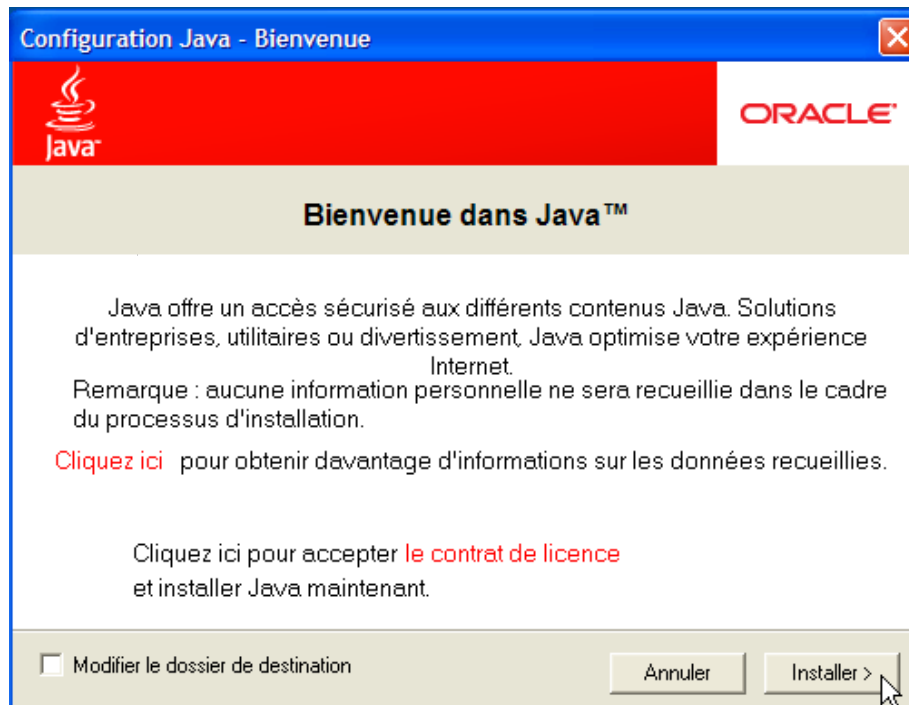 Configuration Java - Bienvenue
Java
ORACLE
Bienvenue dans Java™
Java offre un accès sécurisé aux différents contenus Java. Solutions
d'entreprises, utilitaires ou divertissement, Java optimise votre expérience
Internet.
Remarque : aucune information personnelle ne sera recueillie dans le cadre
du processus d'installation.
Cliquez ici pour obtenir davantage d'informations sur les données recueillies.
Cliquez ici pour accepter le contrat de licence
et installer Java maintenant.
Modifier le dossier de destination
Annuler
Installer >